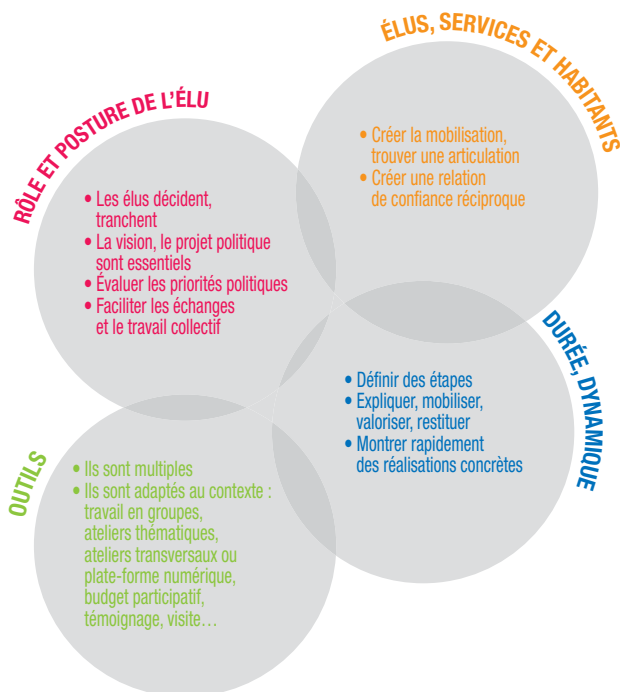 RÔLE ET POSTURE DE L'ÉLU
• Les élus décident,
tranchent
• La vision, le projet politique
sont essentiels
• Évaluer les priorités politiques
• Faciliter les échanges
et le travail collectif
ÉLUS, SERVICES ET HABITANTS
• Créer la mobilisation,
trouver une articulation
• Créer une relation
de confiance réciproque
DURÉE, DYNAMIQUE
• Définir des étapes
• Expliquer, mobiliser,
valoriser, restituer
• Montrer rapidement
des réalisations concrètes
OUTILS
• Ils sont multiples
• Ils sont adaptés au contexte :
travail en groupes,
ateliers thématiques,
ateliers transversaux ou
plate-forme numérique,
budget participatif,
témoignage, visite…